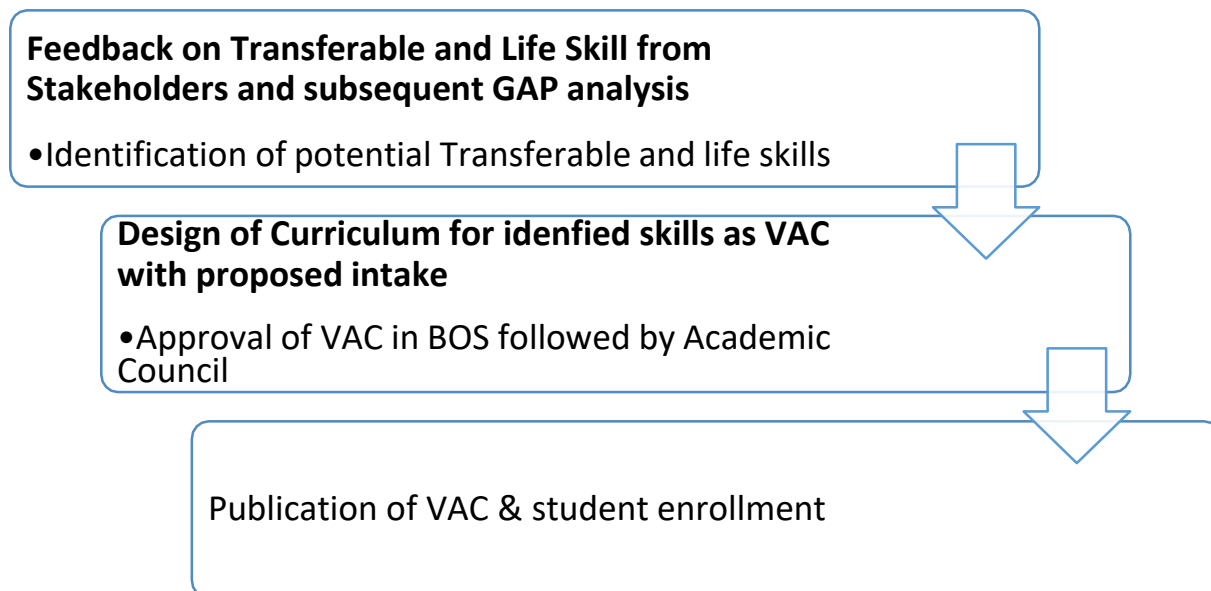 Feedback on Transferable and Life Skill from
Stakeholders and subsequent GAP analysis
•Identification of potential Transferable and life skills
Design of Curriculum for idenfied skills as VAC
with proposed intake
•Approval of VAC in BOS followed by Academic
Council
Publication of VAC & student enrollment